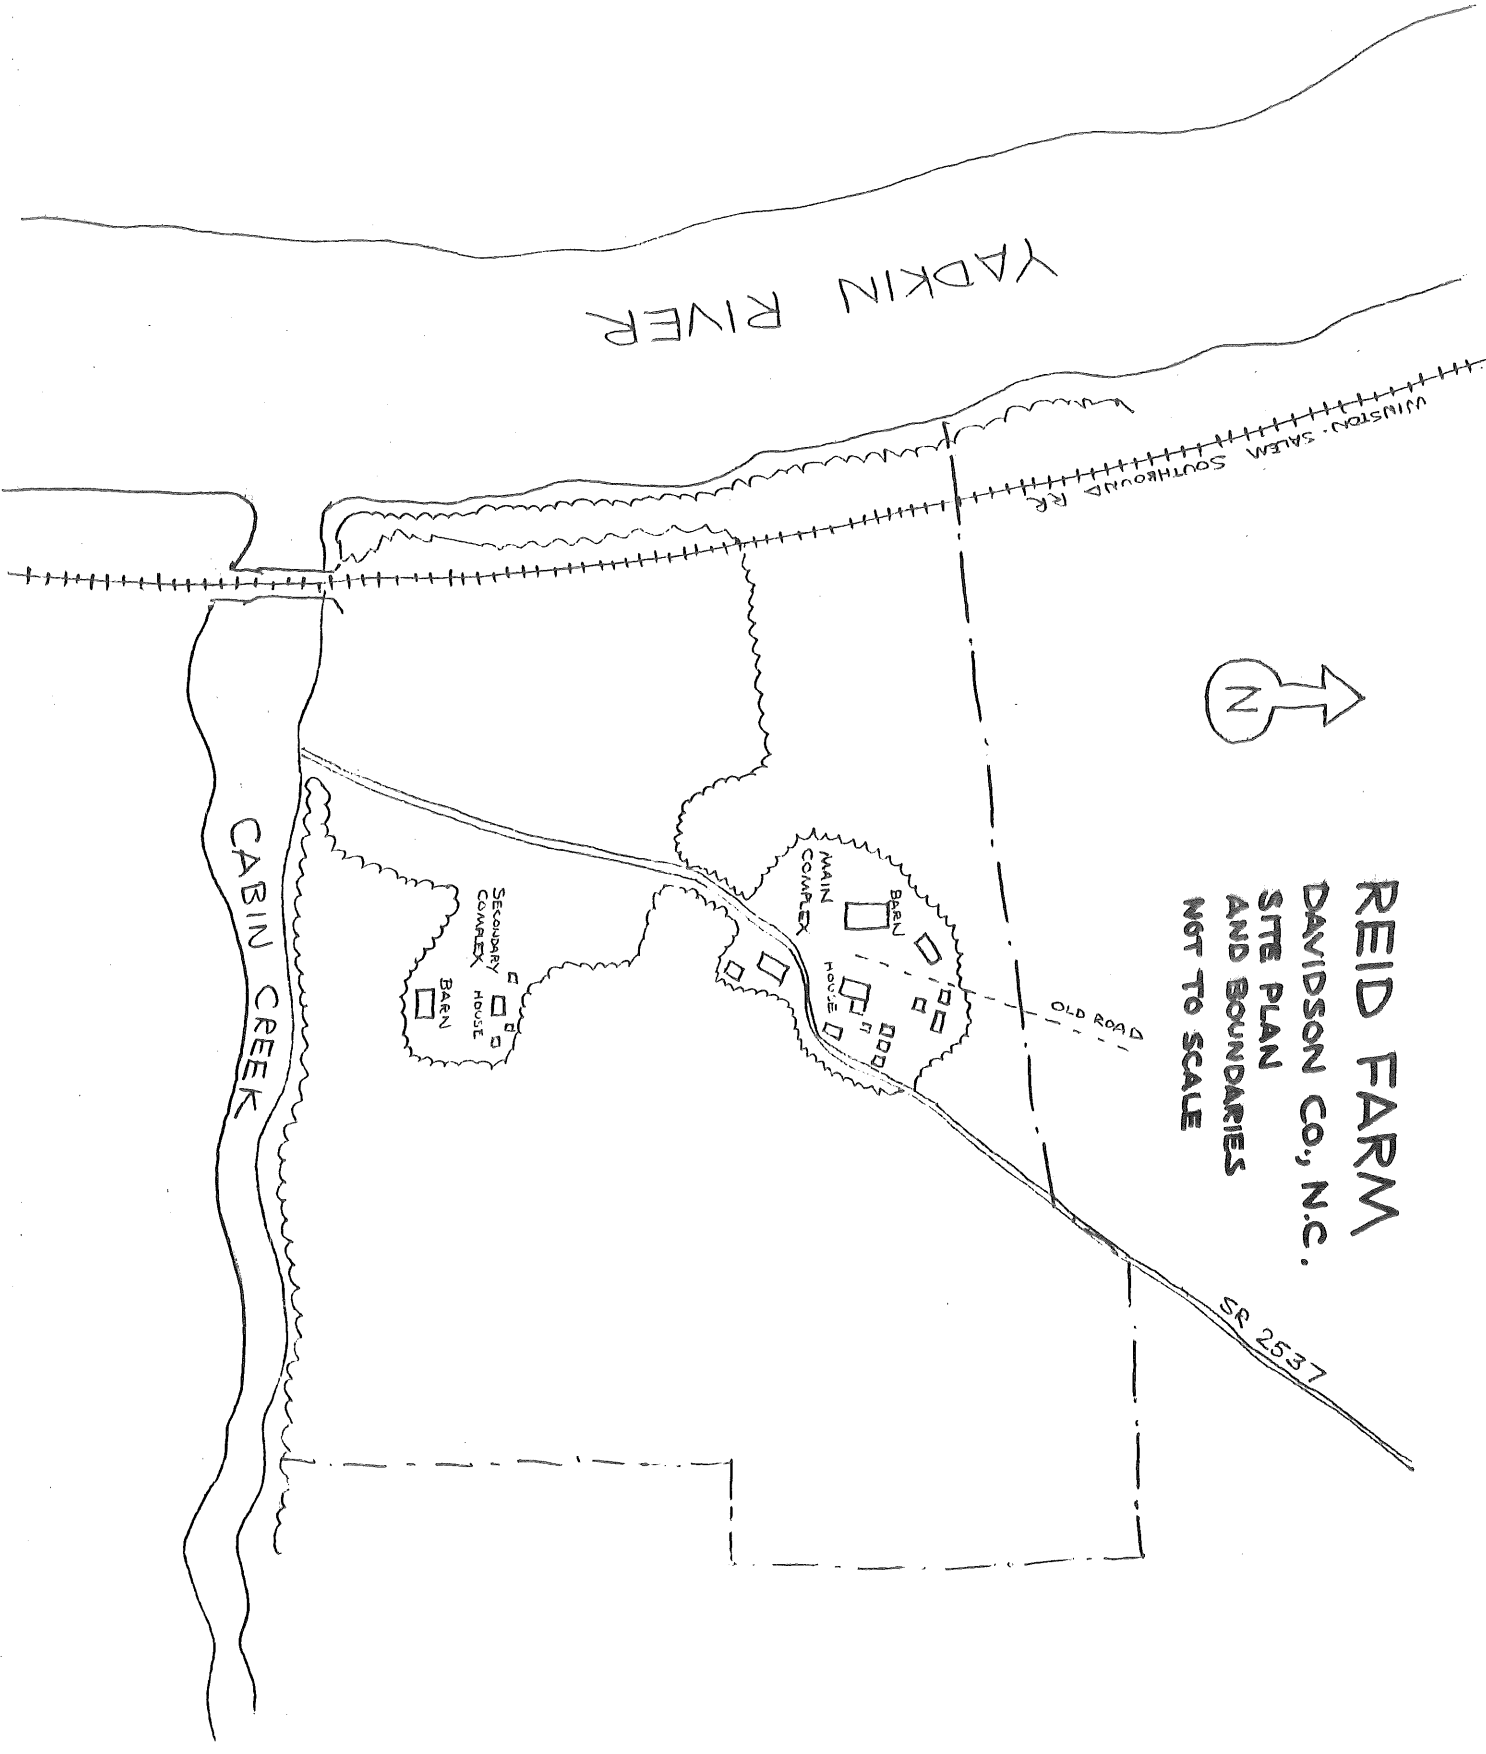 REID FARM
DAVIDSON CO., N.C.
SITE PLAN
AND BOUNDARIES
NOT TO SCALE
N
YADKIN RIVER
WINSTON-SALEM SOUTHBOUND RR
SR 2537
OLD ROAD
BARN
MAIN
COMPLEX
HOUSE
SECONDARY
COMPLEX
HOUSE
BARN
CABIN CREEK